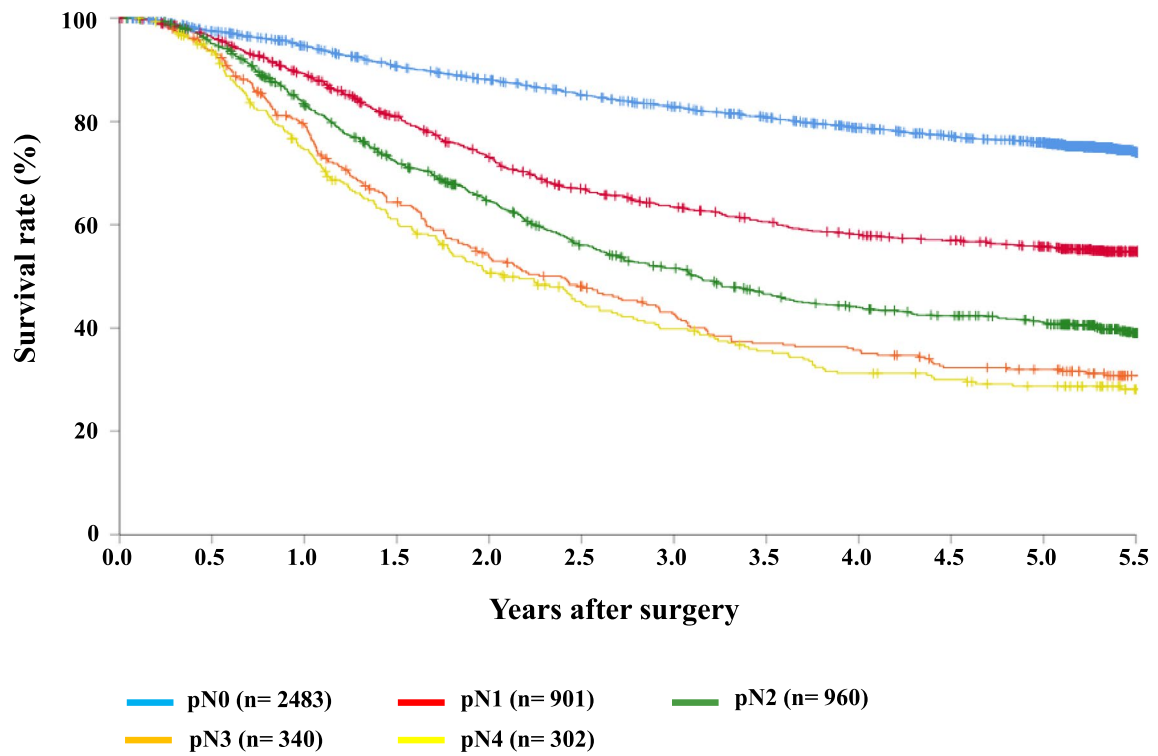 100
80
60
40
20
0
Survival rate (%)
0.0 0.5 1.0 1.5 2.0 2.5 3.0 3.5 4.0 4.5 5.0 5.5
Years after surgery
pN0 (n= 2483) pN1 (n= 901) pN2 (n= 960)
pN3 (n= 340) pN4 (n= 302)